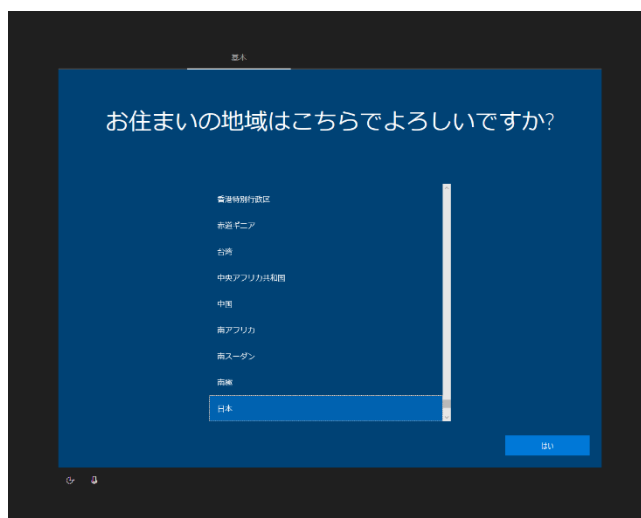 基本
お住まいの地域はこちらでよろしいですか?
香港特別行政区
赤道ギニア
台湾
中央アフリカ共和国
中国
南アフリカ
南スーダン
南極
日本
はい